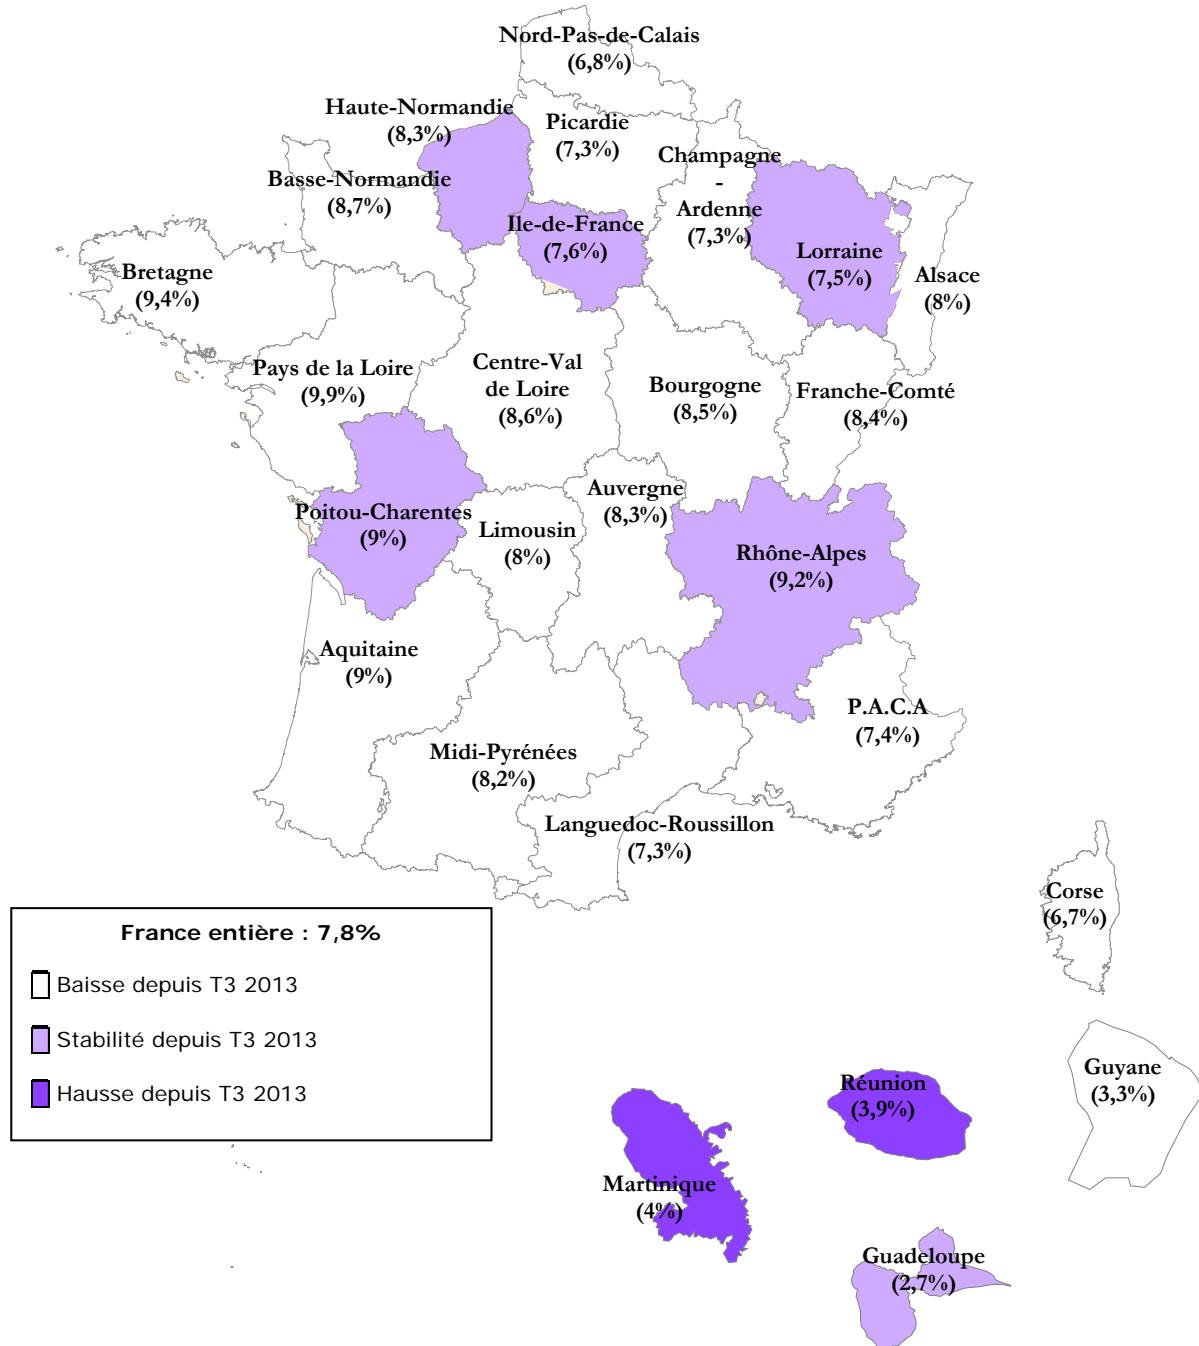 Nord-Pas-de-Calais
(6,8%)
Haute-Normandie
(8,3%)
Picardie
(7,3%)
Champagne
-
Ardenne
(7,3%)
Basse-Normandie
(8,7%)
Ile-de-France
(7,6%)
Lorraine
(7,5%)
Alsace
(8%)
Bretagne
(9,4%)
Pays de la Loire
(9,9%)
Centre-Val
de Loire
(8,6%)
Bourgogne
(8,5%)
Franche-Comté
(8,4%)
Poitou-Charentes
(9%)
Limousin
(8%)
Auvergne
(8,3%)
Rhône-Alpes
(9,2%)
Aquitaine
(9%)
Midi-Pyrénées
(8,2%)
P.A.C.A
(7,4%)
Languedoc-Roussillon
(7,3%)
Corse
(6,7%)
France entière : 7,8%
Baisse depuis T3 2013
Stabilité depuis T3 2013
Hausse depuis T3 2013
Guyane
(3,3%)
Réunion
(3,9%)
Martinique
(4%)
Guadeloupe
(2,7%)